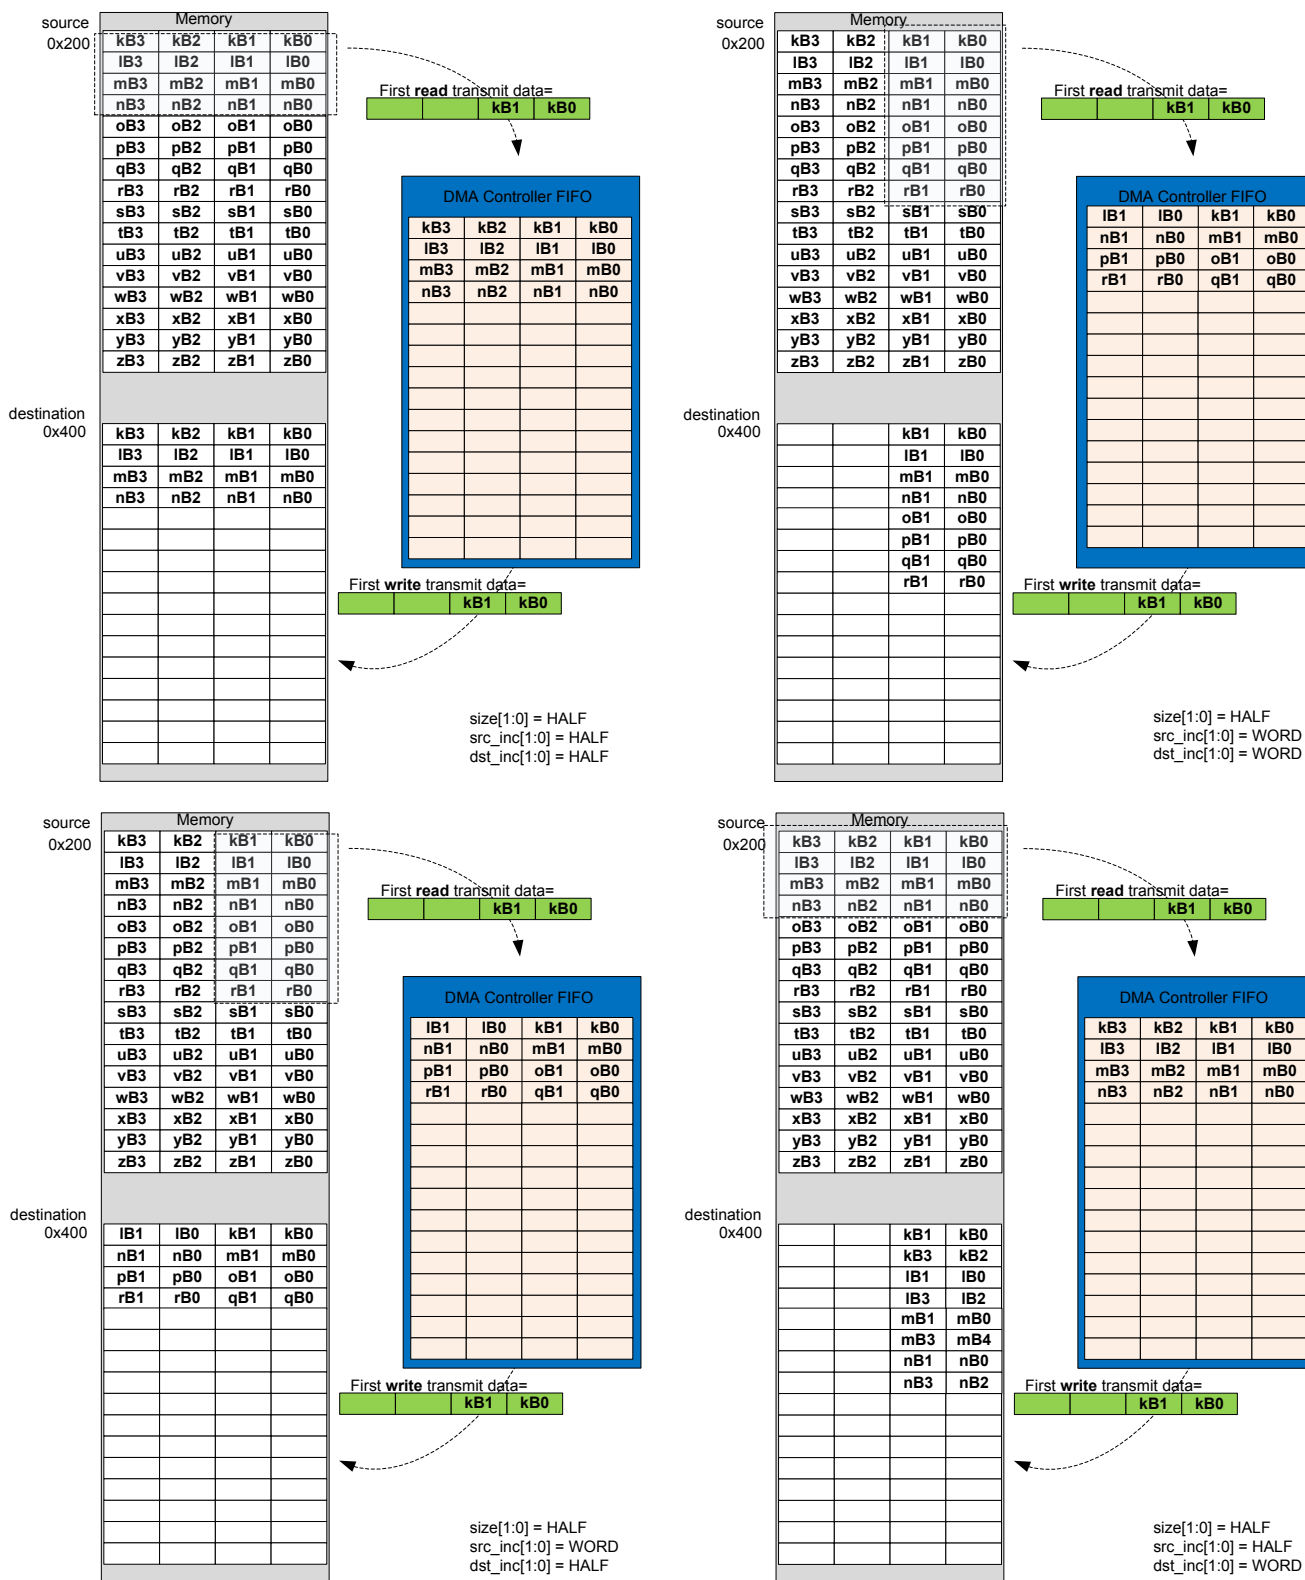 Memory
source
0x200
kB3 kB2 kB1 kB0
lB3 lB2 lB1 lB0
mB3 mB2 mB1 mB0
nB3 nB2 nB1 nB0
oB3 oB2 oB1 oB0
pB3 pB2 pB1 pB0
qB3 qB2 qB1 qB0
rB3 rB2 rB1 rB0
sB3 sB2 sB1 sB0
tB3 tB2 tB1 tB0
uB3 uB2 uB1 uB0
vB3 vB2 vB1 vB0
wB3 wB2 wB1 wB0
xB3 xB2 xB1 xB0
yB3 yB2 yB1 yB0
zB3 zB2 zB1 zB0
destination
0x400
kB3 kB2 kB1 kB0
lB3 lB2 lB1 lB0
mB3 mB2 mB1 mB0
nB3 nB2 nB1 nB0
First read transmit data=
kB1 kB0
DMA Controller FIFO
kB3 kB2 kB1 kB0
lB3 lB2 lB1 lB0
mB3 mB2 mB1 mB0
nB3 nB2 nB1 nB0
First write transmit data=
kB1 kB0
size[1:0] = HALF
src_inc[1:0] = HALF
dst_inc[1:0] = HALF
Memory
source
0x200
kB3 kB2 kB1 kB0
lB3 lB2 lB1 lB0
mB3 mB2 mB1 mB0
nB3 nB2 nB1 nB0
oB3 oB2 oB1 oB0
pB3 pB2 pB1 pB0
qB3 qB2 qB1 qB0
rB3 rB2 rB1 rB0
sB3 sB2 sB1 sB0
tB3 tB2 tB1 tB0
uB3 uB2 uB1 uB0
vB3 vB2 vB1 vB0
wB3 wB2 wB1 wB0
xB3 xB2 xB1 xB0
yB3 yB2 yB1 yB0
zB3 zB2 zB1 zB0
destination
0x400
kB1 kB0
lB1 lB0
mB1 mB0
nB1 nB0
oB1 oB0
pB1 pB0
qB1 qB0
rB1 rB0
First read transmit data=
kB1 kB0
DMA Controller FIFO
lB1 lB0 kB1 kB0
nB1 nB0 mB1 mB0
pB1 pB0 oB1 oB0
rB1 rB0 qB1 qB0
First write transmit data=
kB1 kB0
size[1:0] = HALF
src_inc[1:0] = WORD
dst_inc[1:0] = WORD
Memory
source
0x200
kB3 kB2 kB1 kB0
lB3 lB2 lB1 lB0
mB3 mB2 mB1 mB0
nB3 nB2 nB1 nB0
oB3 oB2 oB1 oB0
pB3 pB2 pB1 pB0
qB3 qB2 qB1 qB0
rB3 rB2 rB1 rB0
sB3 sB2 sB1 sB0
tB3 tB2 tB1 tB0
uB3 uB2 uB1 uB0
vB3 vB2 vB1 vB0
wB3 wB2 wB1 wB0
xB3 xB2 xB1 xB0
yB3 yB2 yB1 yB0
zB3 zB2 zB1 zB0
destination
0x400
lB1 lB0 kB1 kB0
nB1 nB0 mB1 mB0
pB1 pB0 oB1 oB0
rB1 rB0 qB1 qB0
First read transmit data=
kB1 kB0
DMA Controller FIFO
lB1 lB0 kB1 kB0
nB1 nB0 mB1 mB0
pB1 pB0 oB1 oB0
rB1 rB0 qB1 qB0
First write transmit data=
kB1 kB0
size[1:0] = HALF
src_inc[1:0] = WORD
dst_inc[1:0] = HALF
Memory
source
0x200
kB3 kB2 kB1 kB0
lB3 lB2 lB1 lB0
mB3 mB2 mB1 mB0
nB3 nB2 nB1 nB0
oB3 oB2 oB1 oB0
pB3 pB2 pB1 pB0
qB3 qB2 qB1 qB0
rB3 rB2 rB1 rB0
sB3 sB2 sB1 sB0
tB3 tB2 tB1 tB0
uB3 uB2 uB1 uB0
vB3 vB2 vB1 vB0
wB3 wB2 wB1 wB0
xB3 xB2 xB1 xB0
yB3 yB2 yB1 yB0
zB3 zB2 zB1 zB0
destination
0x400
kB1 kB0
kB3 kB2
lB1 lB0
lB3 lB2
mB1 mB0
mB3 mB4
nB1 nB0
nB3 nB2
First read transmit data=
kB1 kB0
DMA Controller FIFO
kB3 kB2 kB1 kB0
lB3 lB2 lB1 lB0
mB3 mB2 mB1 mB0
nB3 nB2 nB1 nB0
First write transmit data=
kB1 kB0
size[1:0] = HALF
src_inc[1:0] = HALF
dst_inc[1:0] = WORD